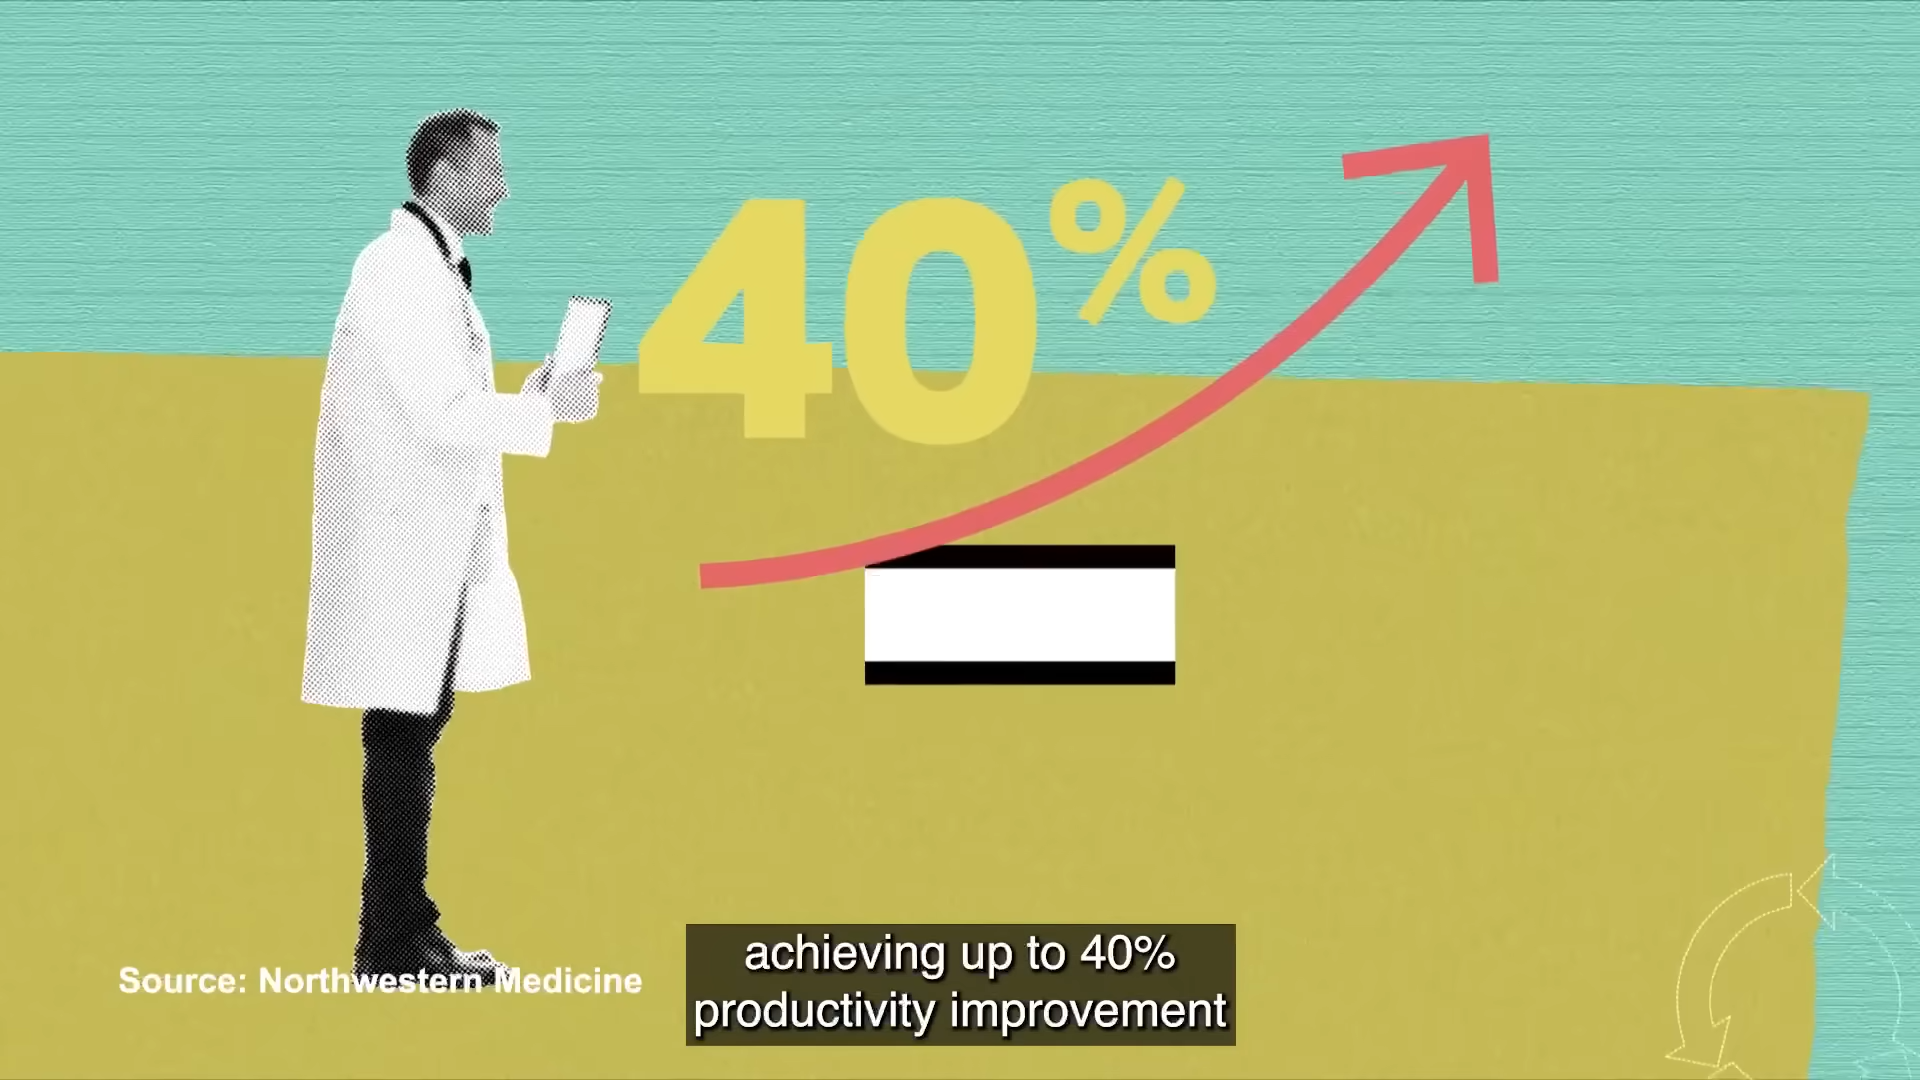 40%
Source: Northwestern Medicine
achieving up to 40%
productivity improvement